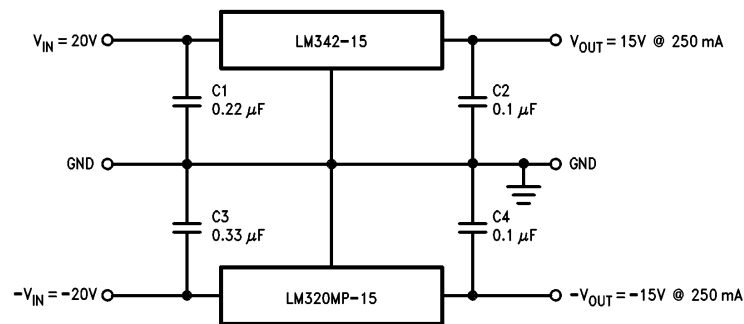 V_IN = 20V
LM342-15
V_OUT = 15V @ 250 mA
C1
0.22 μF
C2
0.1 μF
GND
GND
C3
0.33 μF
C4
0.1 μF
-V_IN = -20V
LM320MP-15
-V_OUT = -15V @ 250 mA